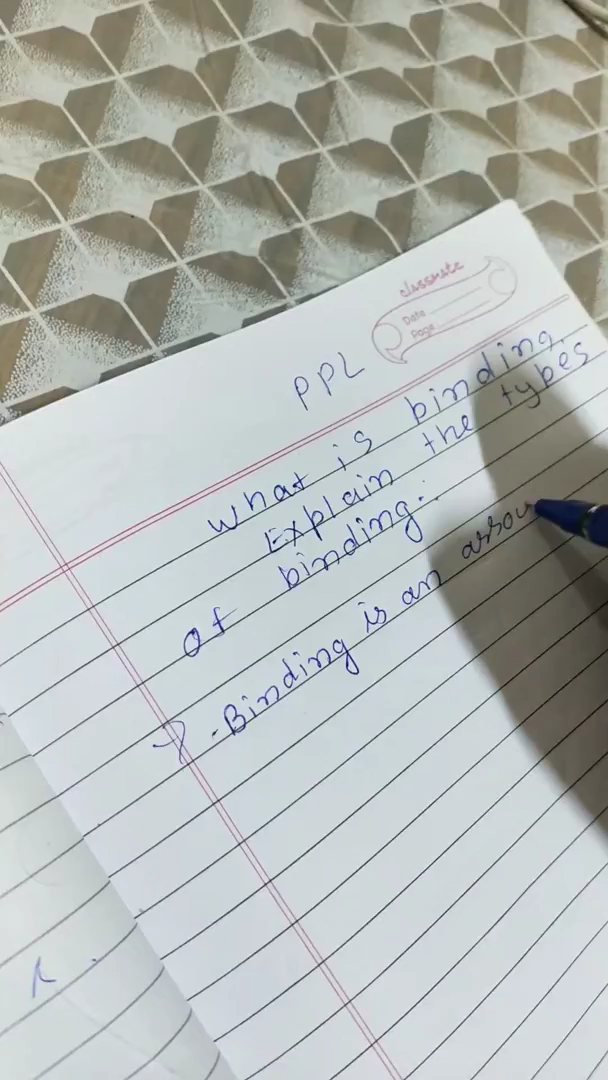 classmate
Date
Page
PPL
What is binding.
Explain the types
of binding.:
Binding is an